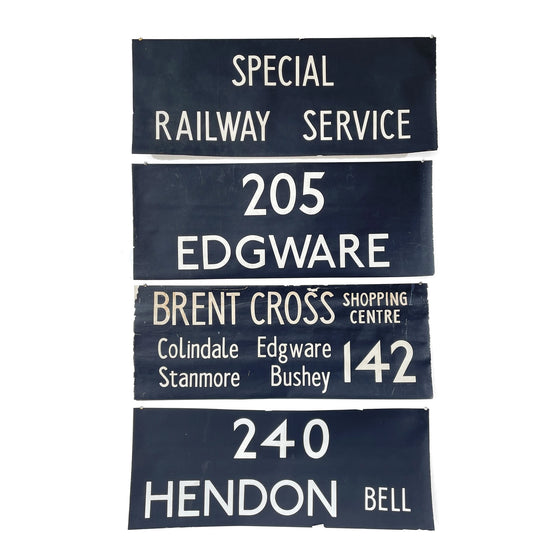 SPECIAL
RAILWAY SERVICE
205
EDGWARE
BRENT CROSS SHOPPING CENTRE
Colindale Edgware
Stanmore Bushey 142
240
HENDON BELL